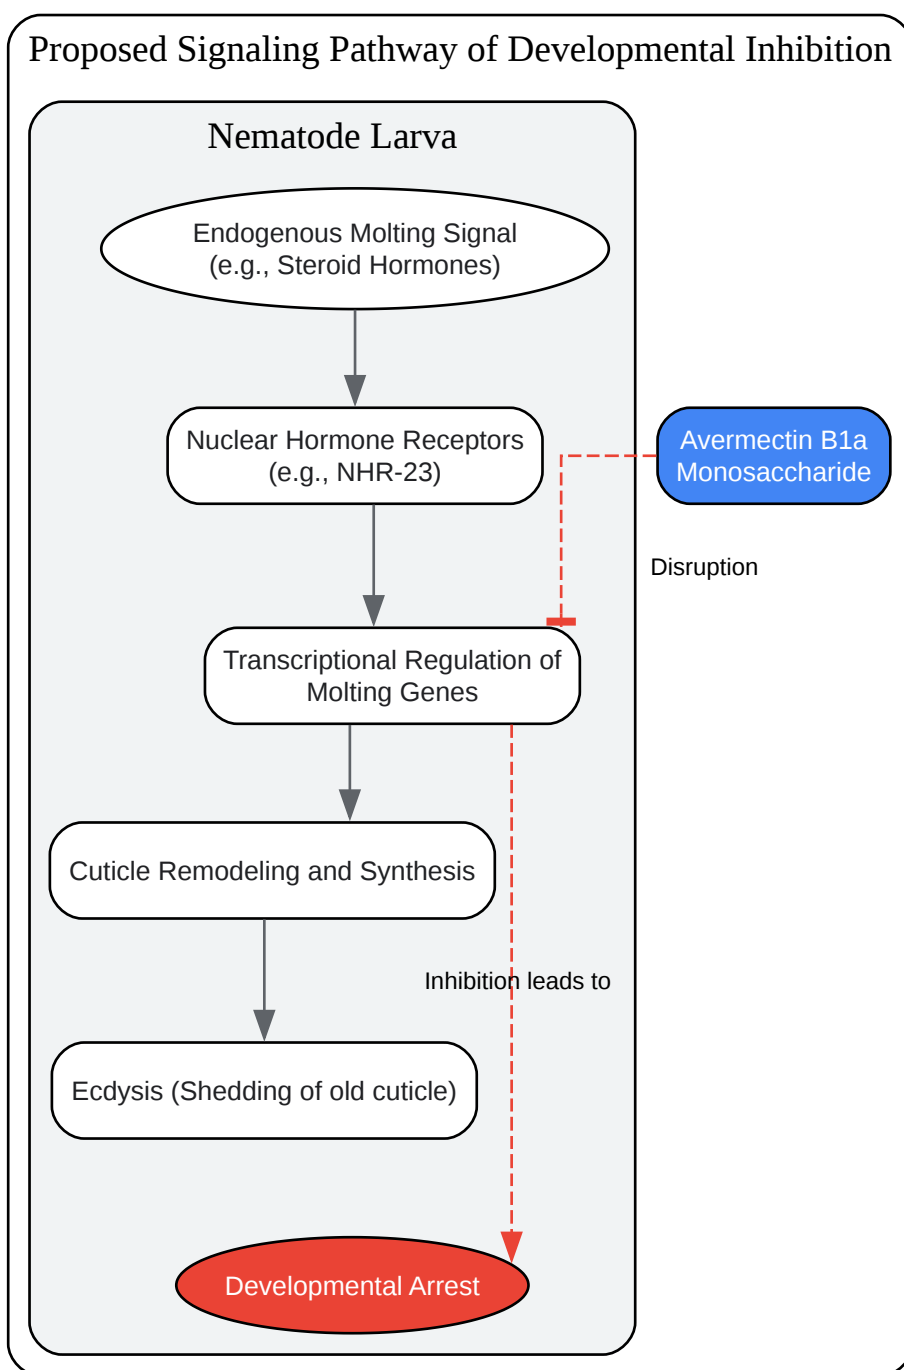 Proposed Signaling Pathway of Developmental Inhibition
Nematode Larva
Endogenous Molting Signal
(e.g., Steroid Hormones)
Nuclear Hormone Receptors
(e.g., NHR-23)
Avermectin B1a
Monosaccharide
Disruption
Transcriptional Regulation of
Molting Genes
Cuticle Remodeling and Synthesis
Inhibition leads to
Ecdysis (Shedding of old cuticle)
Developmental Arrest